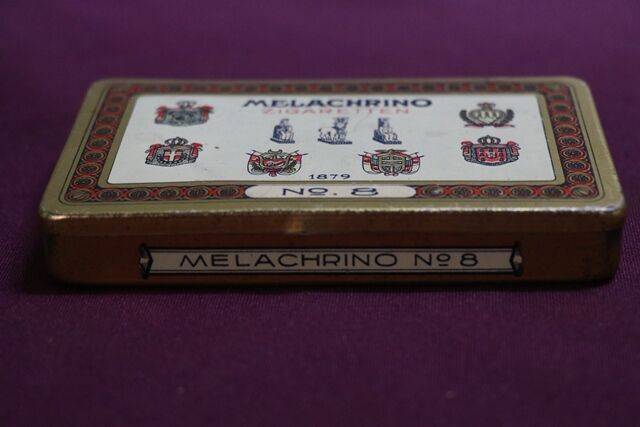 MELACHRINO
ZIGARETTEN
1879
No. 8
MELACHRINO No 8